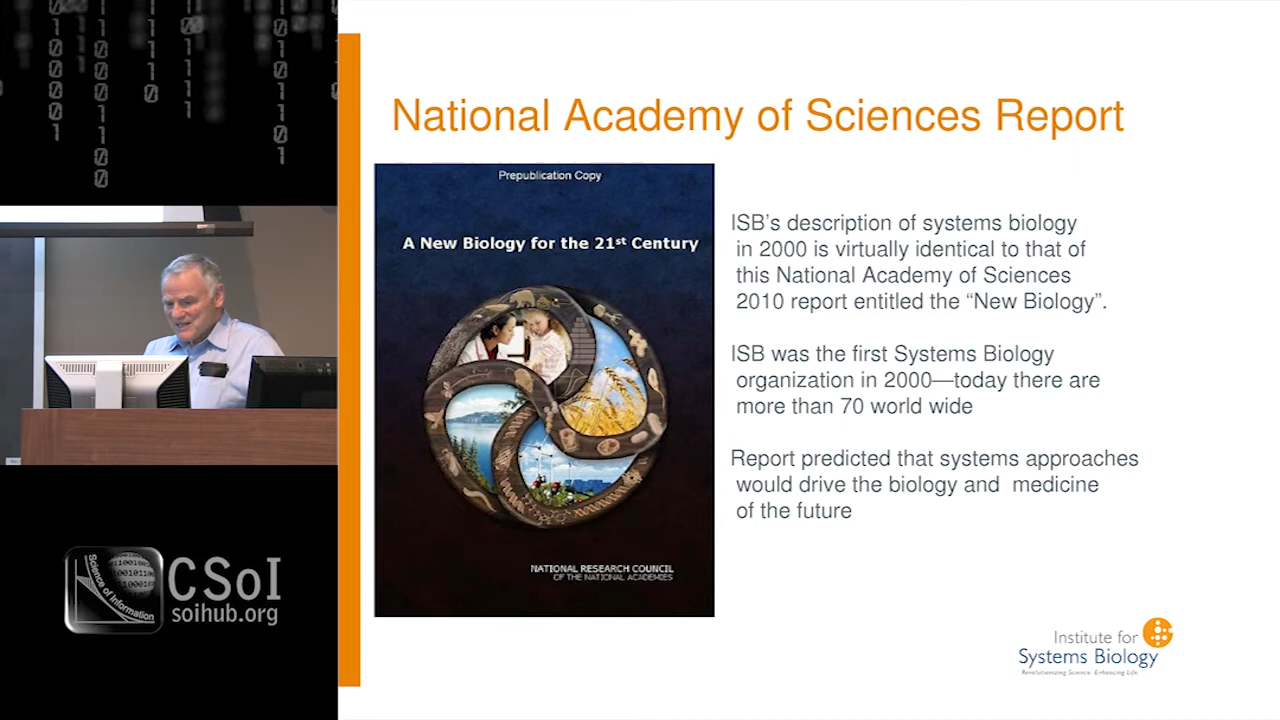 National Academy of Sciences Report
Prepublication Copy
A New Biology for the 21st Century
NATIONAL RESEARCH COUNCIL
OF THE NATIONAL ACADEMIES
ISB's description of systems biology
in 2000 is virtually identical to that of
this National Academy of Sciences
2010 report entitled the “New Biology”.
ISB was the first Systems Biology
organization in 2000—today there are
more than 70 world wide
Report predicted that systems approaches
would drive the biology and medicine
of the future
Science of Information
CSoI
soihub.org
Institute for
Systems Biology
Revolutionizing Science. Enhancing Life.